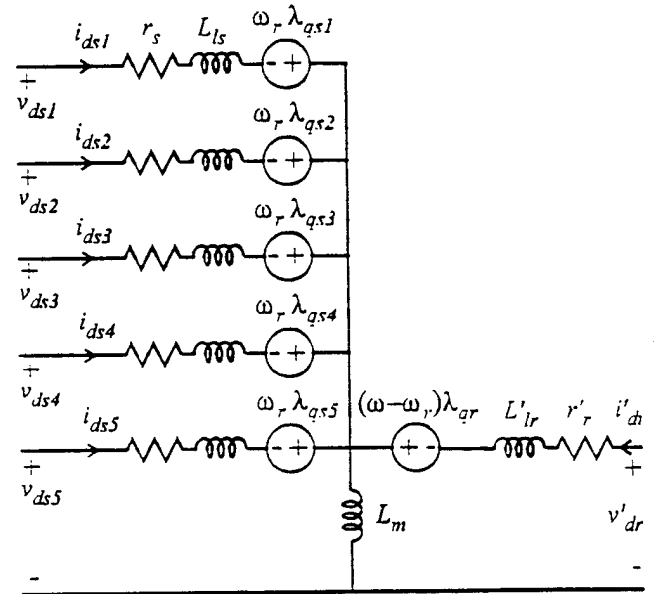 i_ds1 r_s L_ls ω_r λ_qs1
+ - +
v_ds1
i_ds2 ω_r λ_qs2
+ - +
v_ds2
i_ds3 ω_r λ_qs3
+ - +
v_ds3
i_ds4 ω_r λ_qs4
+ - +
v_ds4
i_ds5 ω_r λ_qs5 (ω-ω_r)λ_qr L'_lr r'_r
+ - + + - +
v_ds5 L_m v'_dr
- -